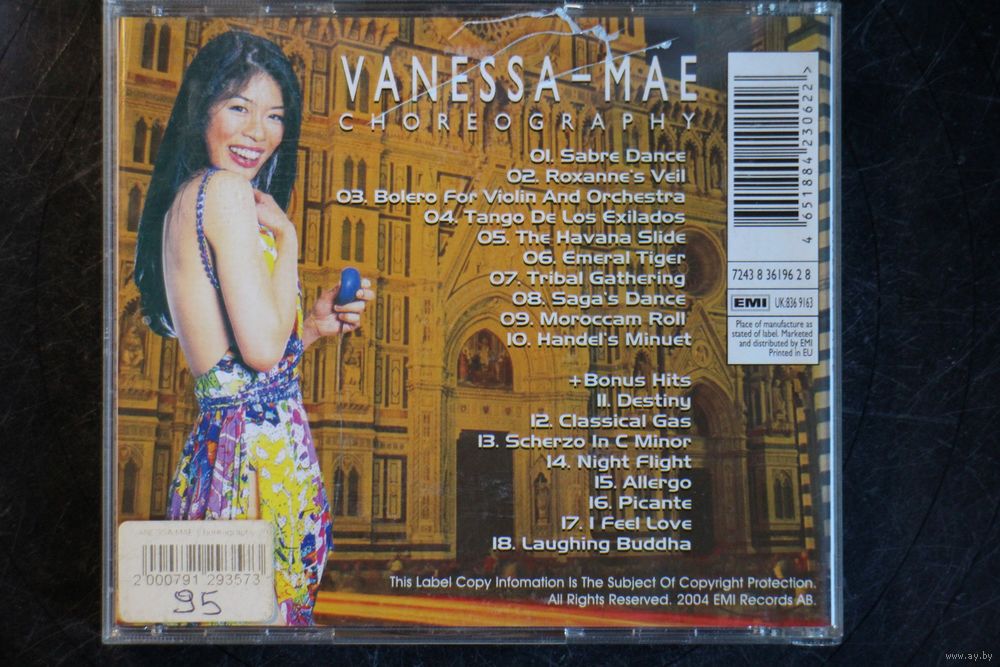 VANESSA-MAE
CHOREOGRAPHY
01. Sabre Dance
02. Roxanne's Veil
03. Bolero For Violin And Orchestra
04. Tango De Los Exilados
05. The Havana Slide
06. Emeral Tiger
07. Tribal Gathering
08. Saga's Dance
09. Moroccam Roll
10. Handel's Minuet
+Bonus Hits
11. Destiny
12. Classical Gas
13. Scherzo In C Minor
14. Night Flight
15. Allergo
16. Picante
17. I Feel Love
18. Laughing Buddha
This Label Copy Infomation Is The Subject Of Copyright Protection.
All Rights Reserved. 2004 EMI Records AB.
4 651884 230622 >
7243 8 36196 2 8
EMI UK:836 9163
Place of manufacture as
stated of label. Marketed
and distributed by EMI
Printed in EU
2 000791 293573
95
www.ay.by